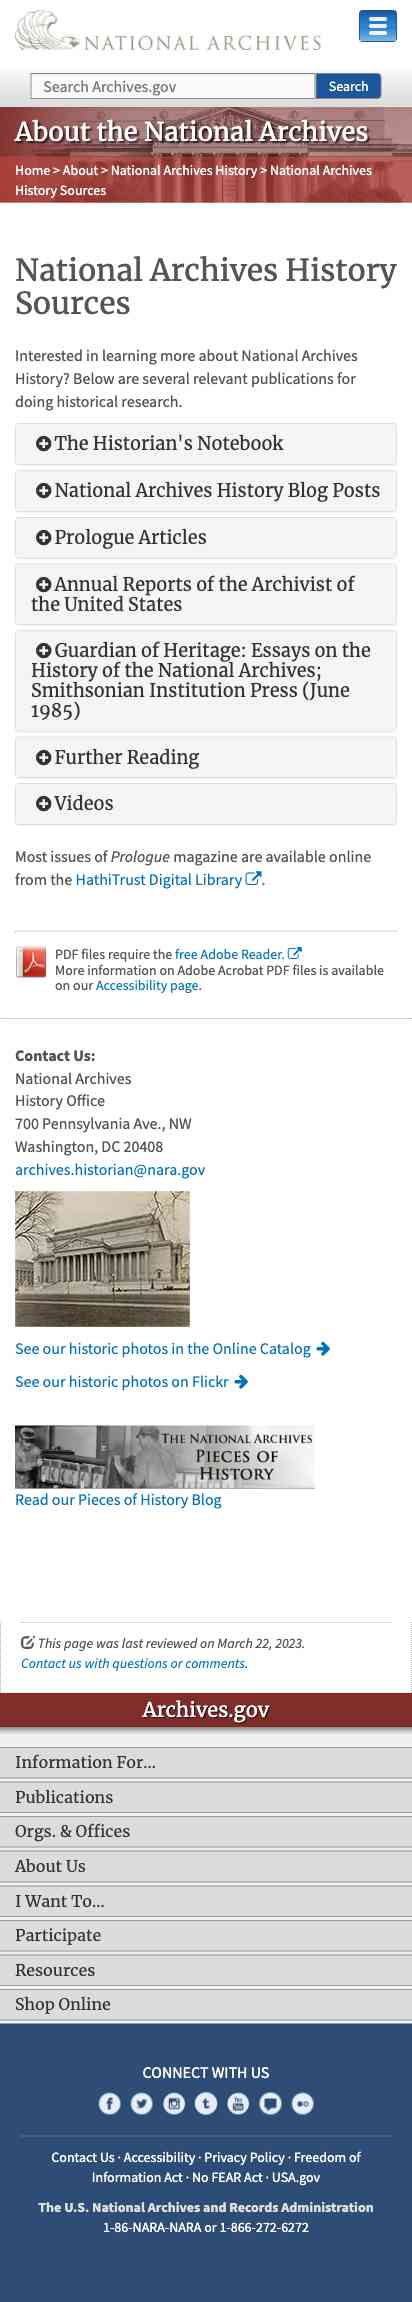 NATIONAL ARCHIVES
Search Archives.gov
Search
About the National Archives
Home > About > National Archives History > National Archives
History Sources
National Archives History
Sources
Interested in learning more about National Archives
History? Below are several relevant publications for
doing historical research.
The Historian's Notebook
National Archives History Blog Posts
Prologue Articles
Annual Reports of the Archivist of
the United States
Guardian of Heritage: Essays on the
History of the National Archives;
Smithsonian Institution Press (June
1985)
Further Reading
Videos
Most issues of Prologue magazine are available online
from the HathiTrust Digital Library.
PDF files require the free Adobe Reader.
More information on Adobe Acrobat PDF files is available
on our Accessibility page.
Contact Us:
National Archives
History Office
700 Pennsylvania Ave., NW
Washington, DC 20408
archives.historian@nara.gov
See our historic photos in the Online Catalog
See our historic photos on Flickr
THE NATIONAL ARCHIVES
PIECES OF
HISTORY
Read our Pieces of History Blog
This page was last reviewed on March 22, 2023.
Contact us with questions or comments.
Archives.gov
Information For…
Publications
Orgs. & Offices
About Us
I Want To…
Participate
Resources
Shop Online
CONNECT WITH US
Contact Us · Accessibility · Privacy Policy · Freedom of
Information Act · No FEAR Act · USA.gov
The U.S. National Archives and Records Administration
1-86-NARA-NARA or 1-866-272-6272